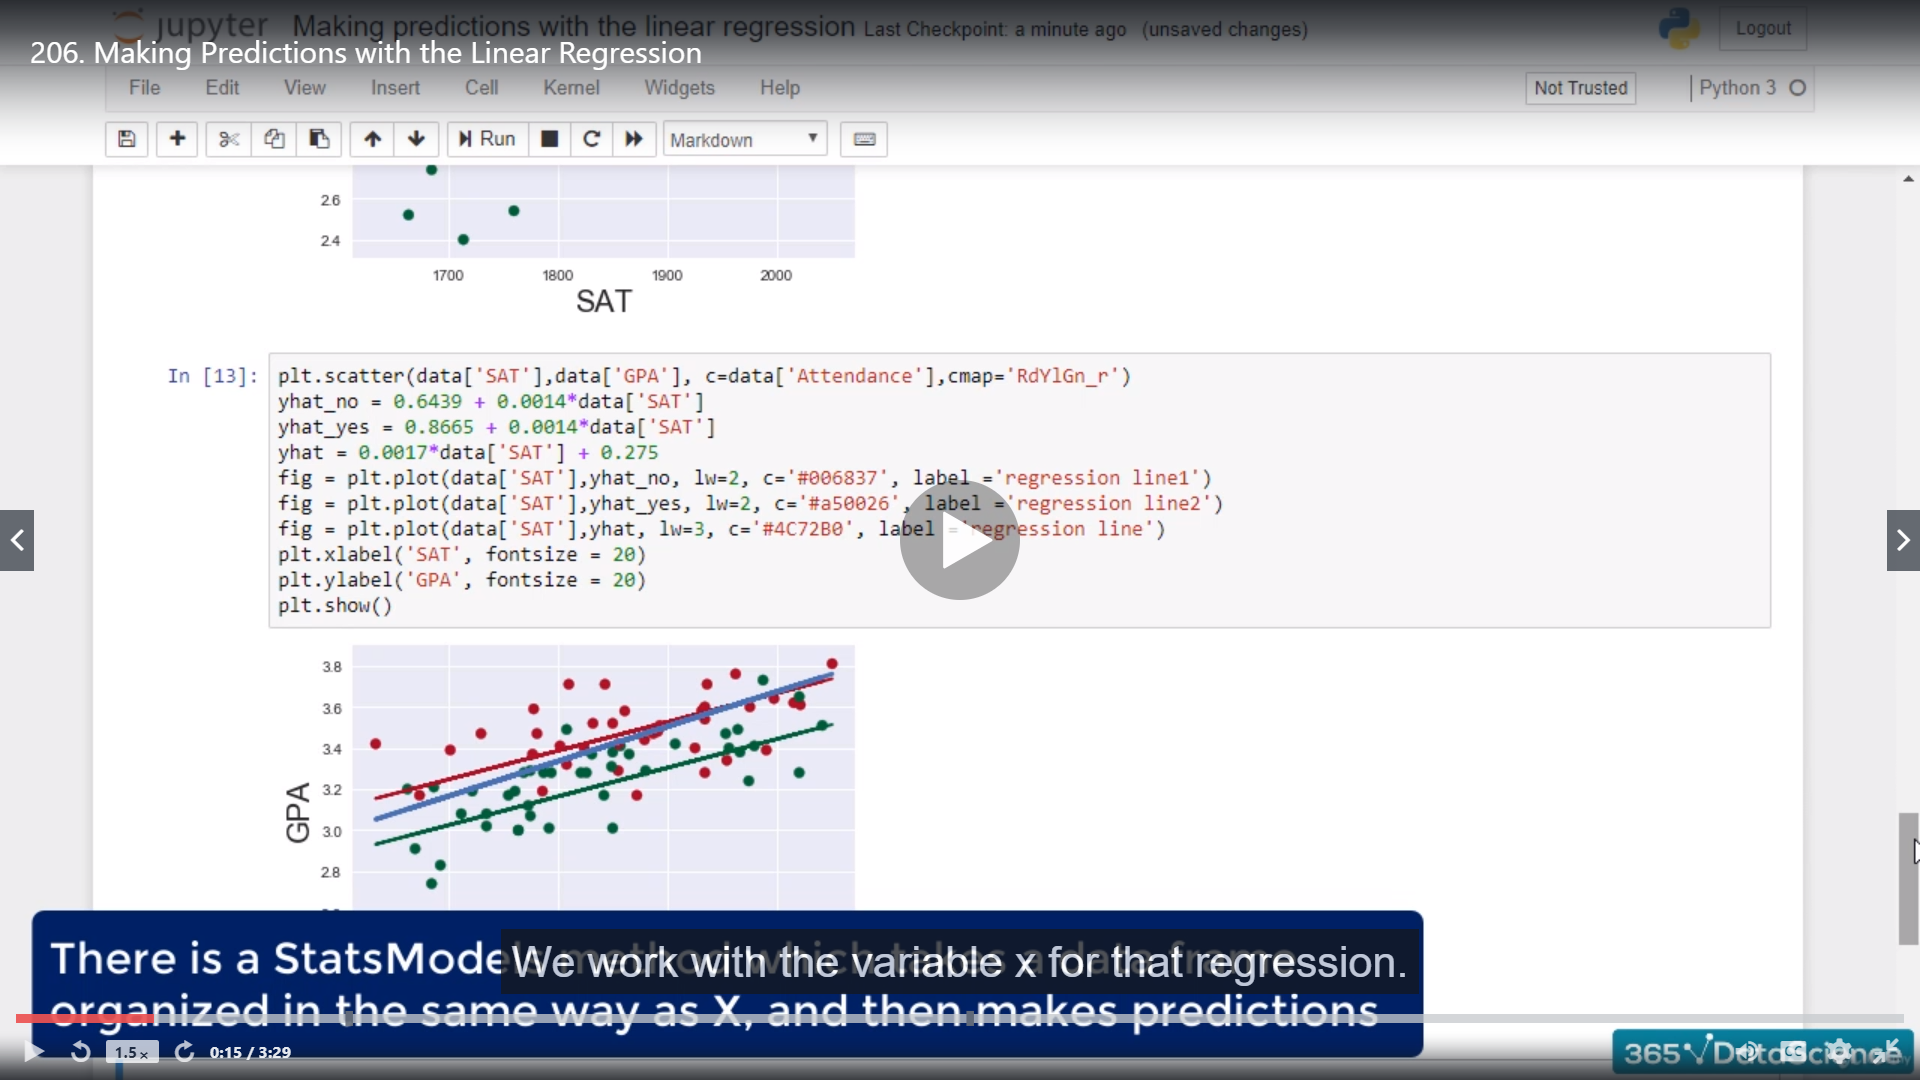 jupyter Making predictions with the linear regression Last Checkpoint: a minute ago (unsaved changes)
Logout
206. Making Predictions with the Linear Regression
File Edit View Insert Cell Kernel Widgets Help
Not Trusted
Python 3
Run
Markdown
2.6
2.4
1700 1800 1900 2000
SAT
In [13]:
plt.scatter(data['SAT'],data['GPA'], c=data['Attendance'],cmap='RdYlGn_r')
yhat_no = 0.6439 + 0.0014*data['SAT']
yhat_yes = 0.8665 + 0.0014*data['SAT']
yhat = 0.0017*data['SAT'] + 0.275
fig = plt.plot(data['SAT'],yhat_no, lw=2, c='#006837', label ='regression line1')
fig = plt.plot(data['SAT'],yhat_yes, lw=2, c='#a50026', label ='regression line2')
fig = plt.plot(data['SAT'],yhat, lw=3, c='#4C72B0', label ='regression line')
plt.xlabel('SAT', fontsize = 20)
plt.ylabel('GPA', fontsize = 20)
plt.show()
3.8
3.6
3.4
3.2
3.0
2.8
GPA
There is a StatsModels method which takes a data frame
We work with the variable x for that regression.
organized in the same way as X, and then makes predictions
1.5x
0:15 / 3:29
365 DataScience
CC